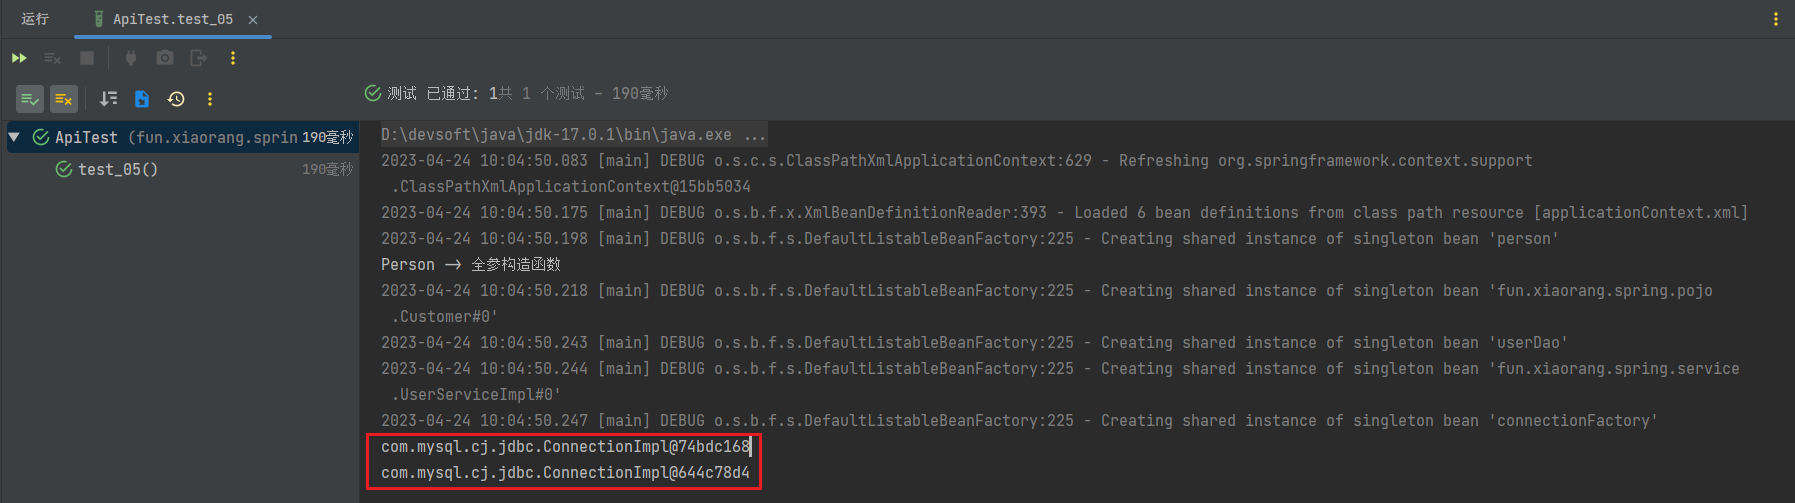 运行
ApiTest.test_05
测试 已通过: 1共 1 个测试 – 190毫秒
ApiTest (fun.xiaorang.sprin 190毫秒
test_05() 190毫秒
D:\devsoft\java\jdk-17.0.1\bin\java.exe ...
2023-04-24 10:04:50.083 [main] DEBUG o.s.c.s.ClassPathXmlApplicationContext:629 - Refreshing org.springframework.context.support
.ClassPathXmlApplicationContext@15bb5034
2023-04-24 10:04:50.175 [main] DEBUG o.s.b.f.x.XmlBeanDefinitionReader:393 - Loaded 6 bean definitions from class path resource [applicationContext.xml]
2023-04-24 10:04:50.198 [main] DEBUG o.s.b.f.s.DefaultListableBeanFactory:225 - Creating shared instance of singleton bean 'person'
Person -> 全参构造函数
2023-04-24 10:04:50.218 [main] DEBUG o.s.b.f.s.DefaultListableBeanFactory:225 - Creating shared instance of singleton bean 'fun.xiaorang.spring.pojo
.Customer#0'
2023-04-24 10:04:50.243 [main] DEBUG o.s.b.f.s.DefaultListableBeanFactory:225 - Creating shared instance of singleton bean 'userDao'
2023-04-24 10:04:50.244 [main] DEBUG o.s.b.f.s.DefaultListableBeanFactory:225 - Creating shared instance of singleton bean 'fun.xiaorang.spring.service
.UserServiceImpl#0'
2023-04-24 10:04:50.247 [main] DEBUG o.s.b.f.s.DefaultListableBeanFactory:225 - Creating shared instance of singleton bean 'connectionFactory'
com.mysql.cj.jdbc.ConnectionImpl@74bdc168
com.mysql.cj.jdbc.ConnectionImpl@644c78d4